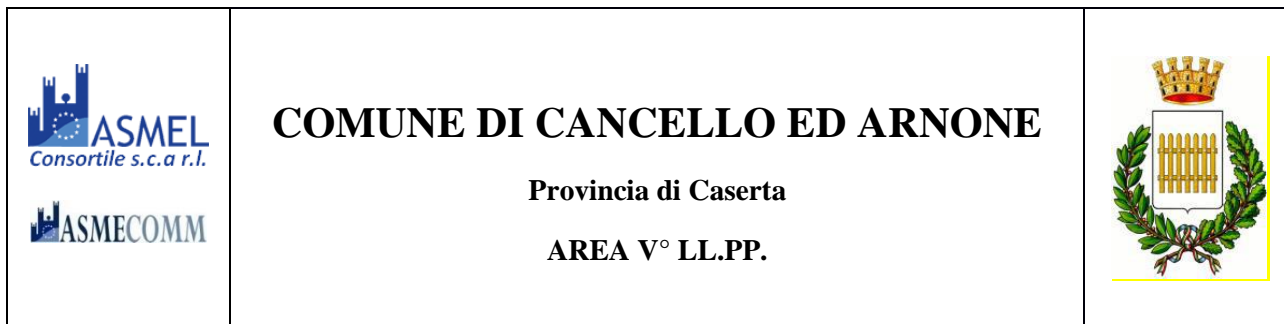 ASMEL
Consortile s.c.a r.l.
ASMECOMM
COMUNE DI CANCELLO ED ARNONE
Provincia di Caserta
AREA V° LL.PP.